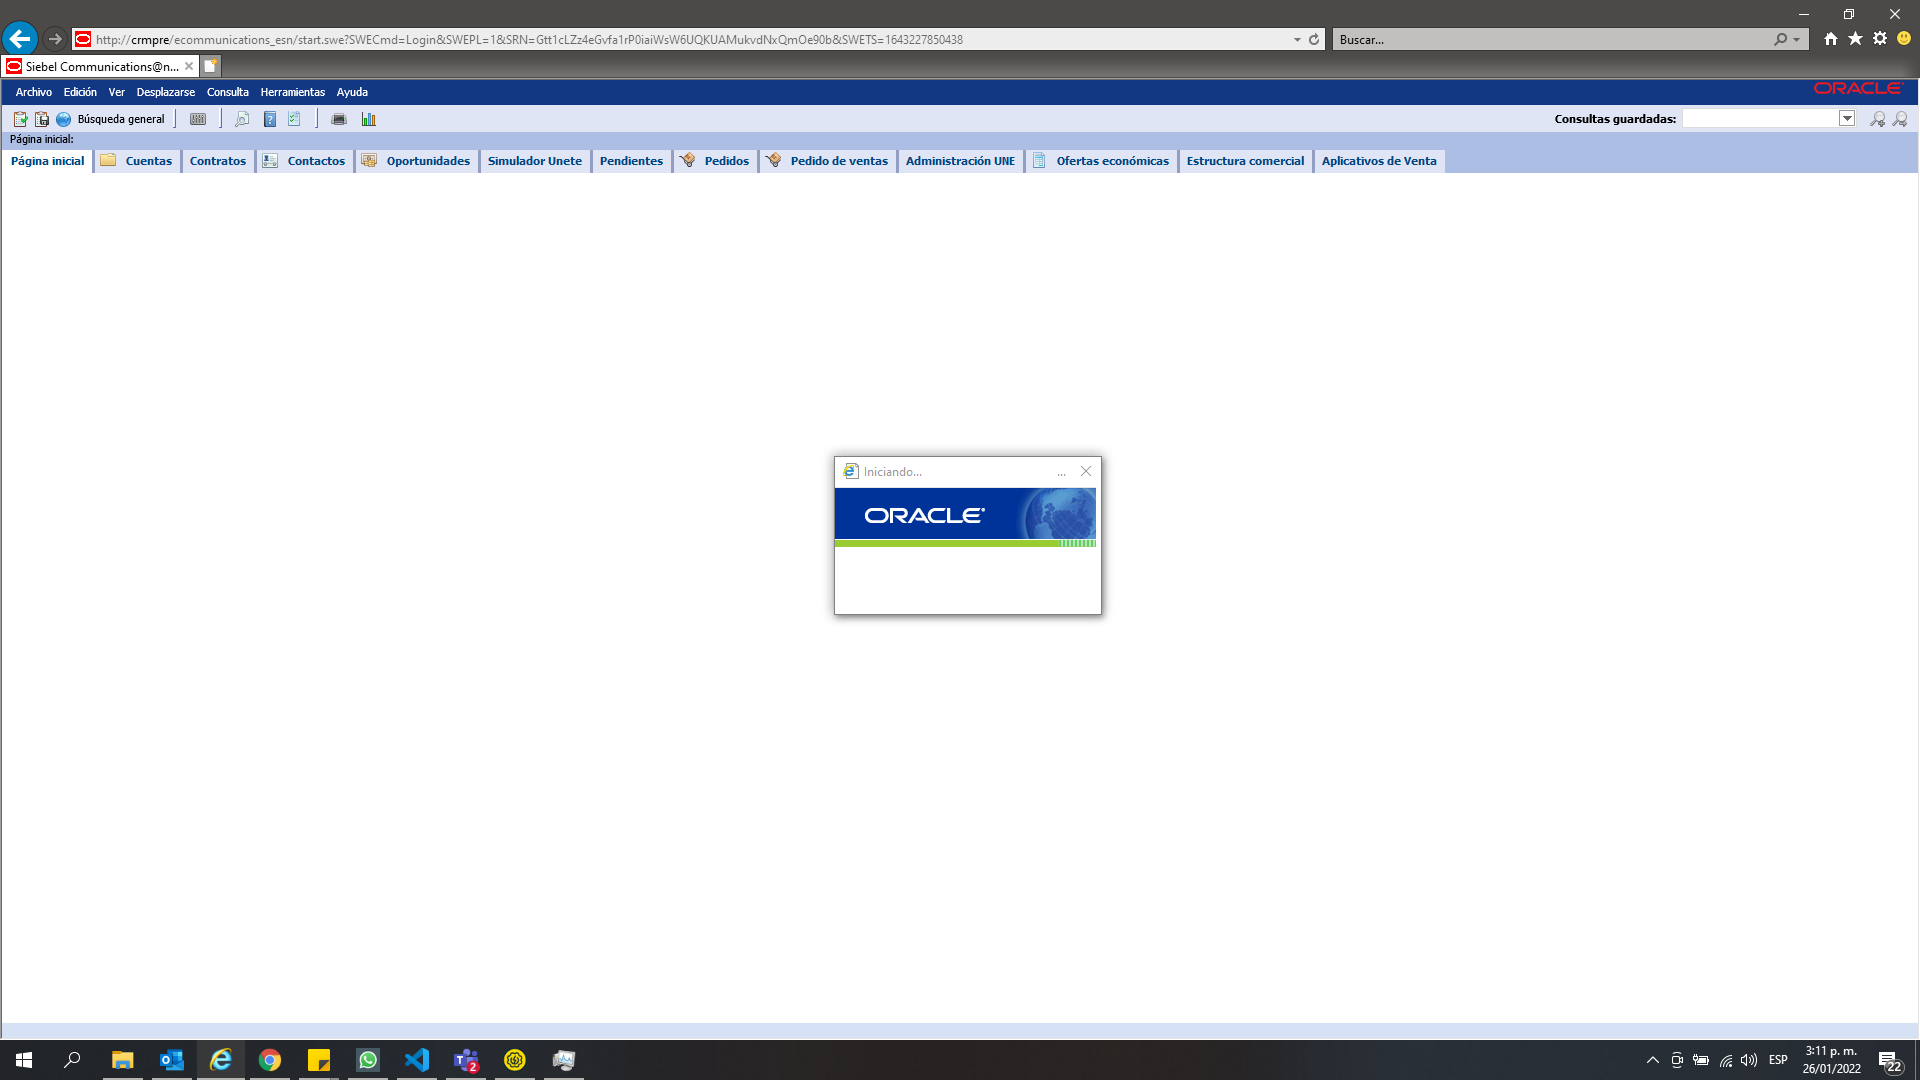 http://crmpre/ecommunications_esn/start.swe?SWECmd=Login&SWEPL=1&SRN=Gtt1cLZz4eGvfa1rP0iaiWsW6UQKUAMukvdNxQmOe90b&SWETS=1643227850438
Buscar...
Siebel Communications@n...
Archivo Edición Ver Desplazarse Consulta Herramientas Ayuda
ORACLE
Búsqueda general
Consultas guardadas:
Página inicial:
Página inicial Cuentas Contratos Contactos Oportunidades Simulador Unete Pendientes Pedidos Pedido de ventas Administración UNE Ofertas económicas Estructura comercial Aplicativos de Venta
Iniciando... ...
ORACLE
2
ESP
3:11 p. m.
26/01/2022
22